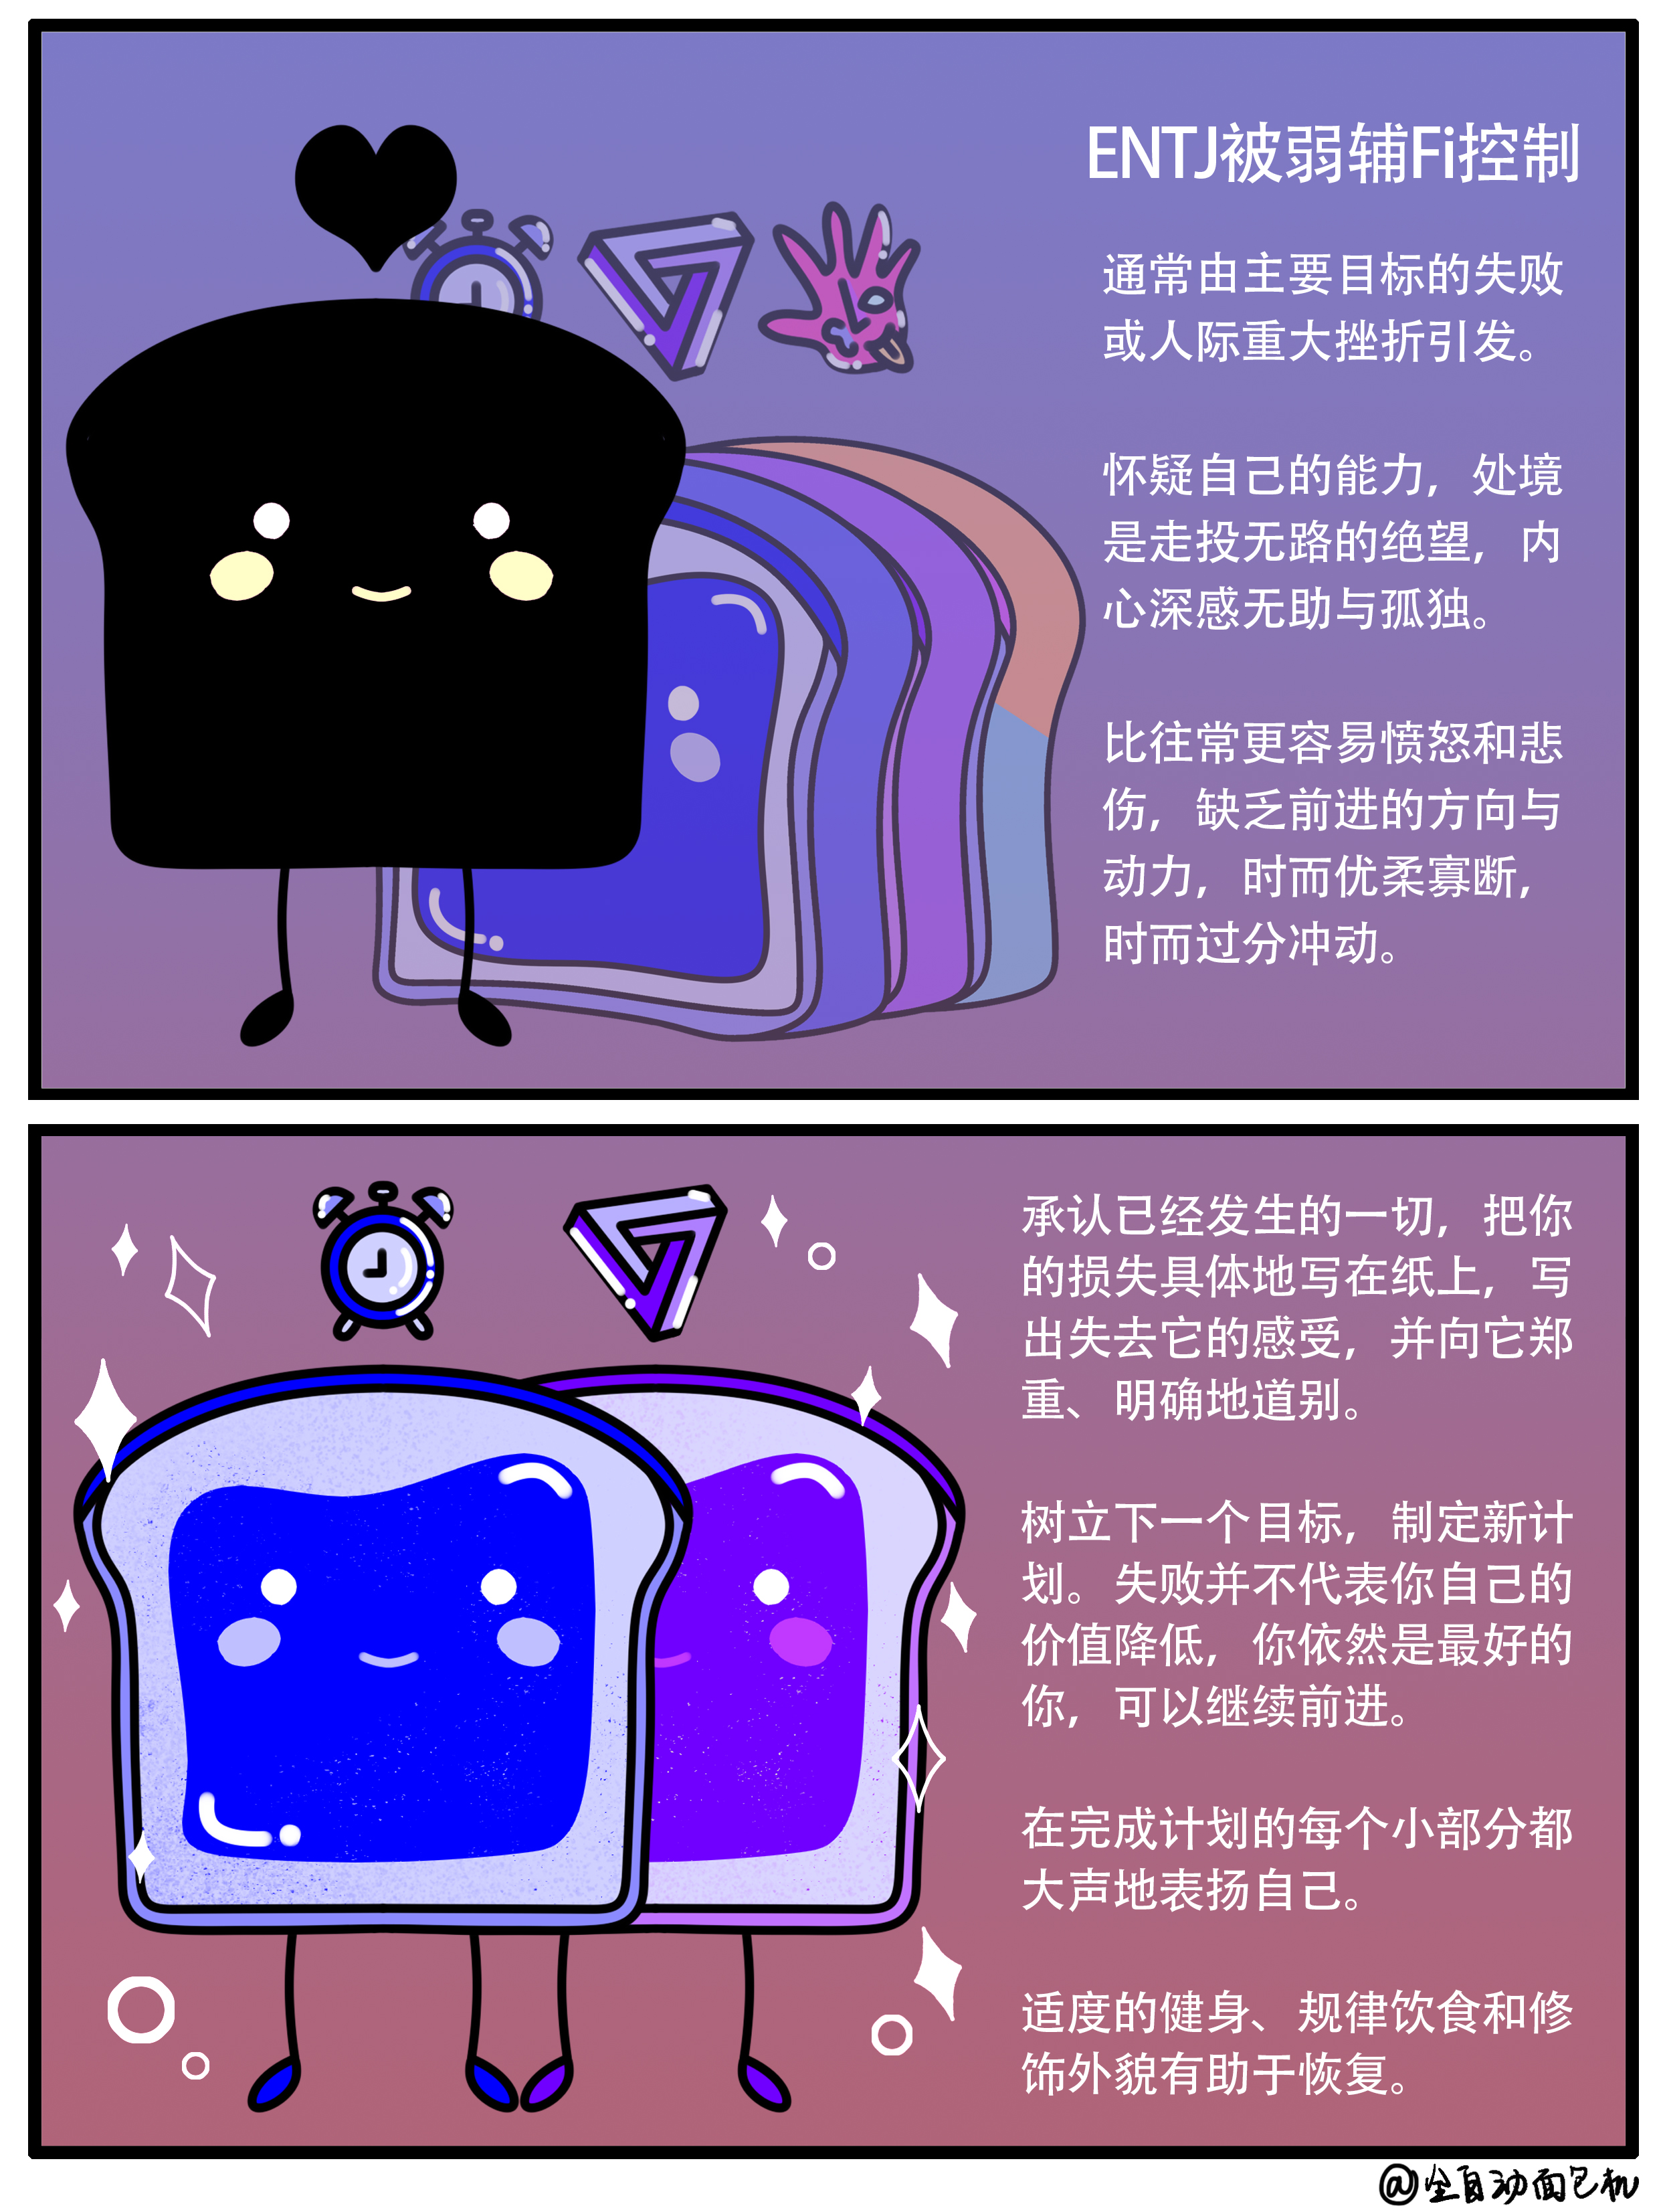 ENTJ被弱辅Fi控制
通常由主要目标的失败
或人际重大挫折引发。
怀疑自己的能力，处境
是走投无路的绝望，内
心深感无助与孤独。
比往常更容易愤怒和悲
伤，缺乏前进的方向与
动力，时而优柔寡断，
时而过分冲动。
承认已经发生的一切，把你
的损失具体地写在纸上，写
出失去它的感受，并向它郑
重、明确地道别。
树立下一个目标，制定新计
划。失败并不代表你自己的
价值降低，你依然是最好的
你，可以继续前进。
在完成计划的每个小部分都
大声地表扬自己。
适度的健身、规律饮食和修
饰外貌有助于恢复。
@全自动面包机